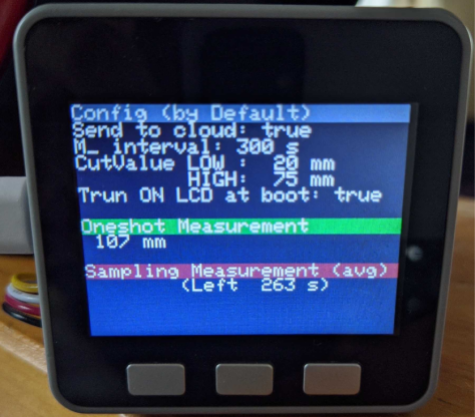 Config (by Default)
Send to cloud: true
M_ interval: 300 s
CutValue LOW : 20 mm
HIGH: 75 mm
Trun ON LCD at boot: true
Oneshot Measurement
107 mm
Sampling Measurement (avg)
(Left 263 s)